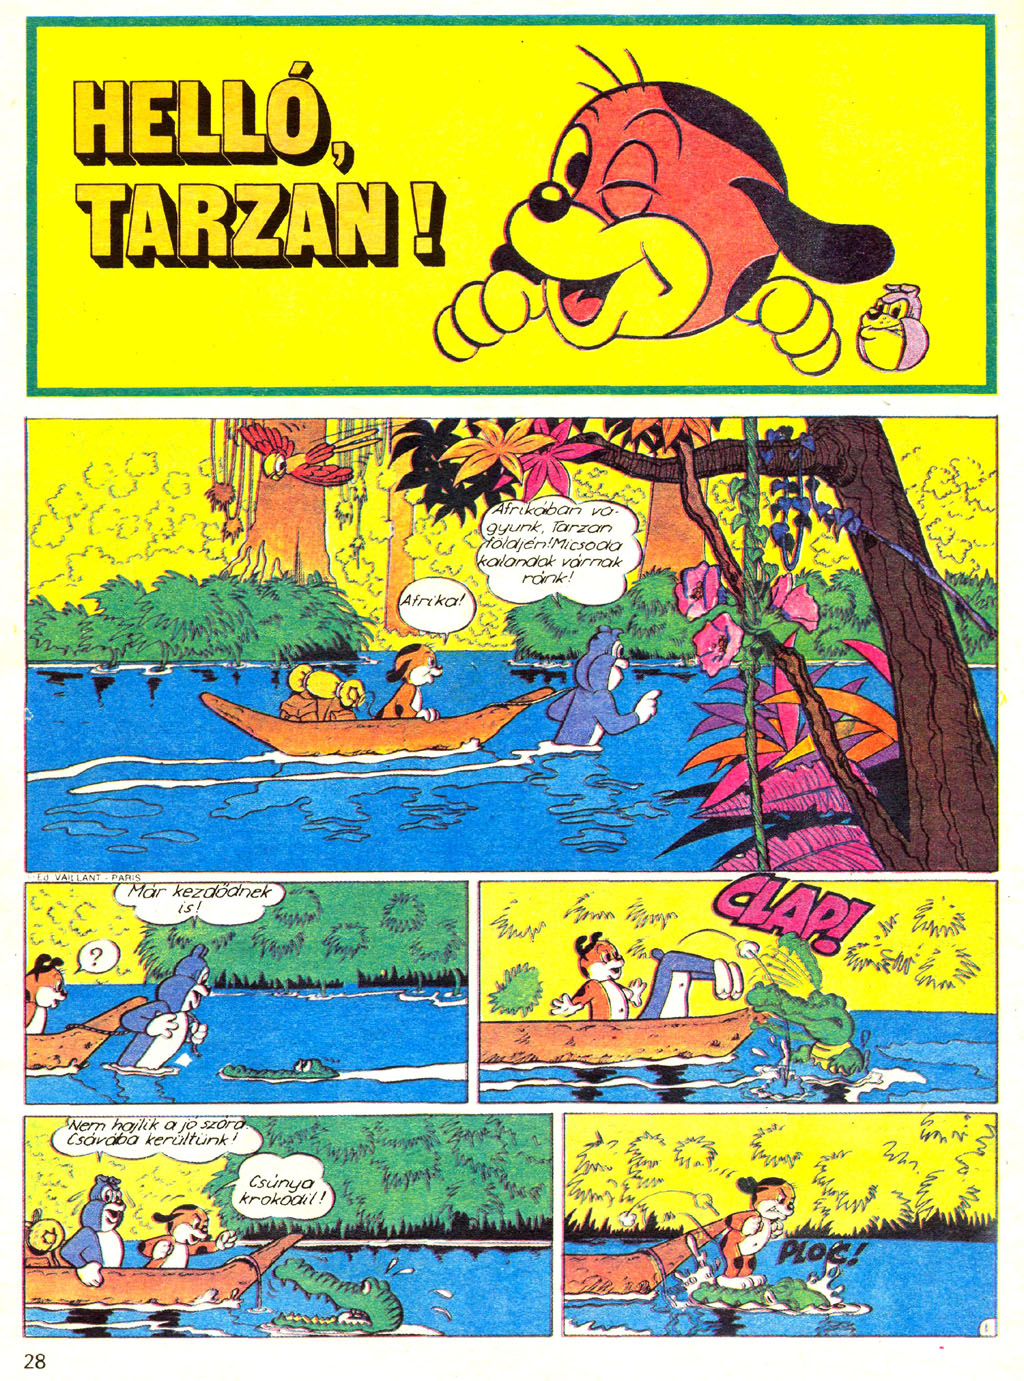 HELLÓ,
TARZAN!
Afrikában va-
gyunk, Tarzan
földjén! Micsoda
kalandok várnak
ránk!
Afrika!
Ed. VAILLANT - PARIS
Már kezdődnek
is!
?
CLAP!
Nem hajlik a jó szóra.
Csávába kerültünk!
Csúnya
krokodil!
PLOC!
1
28